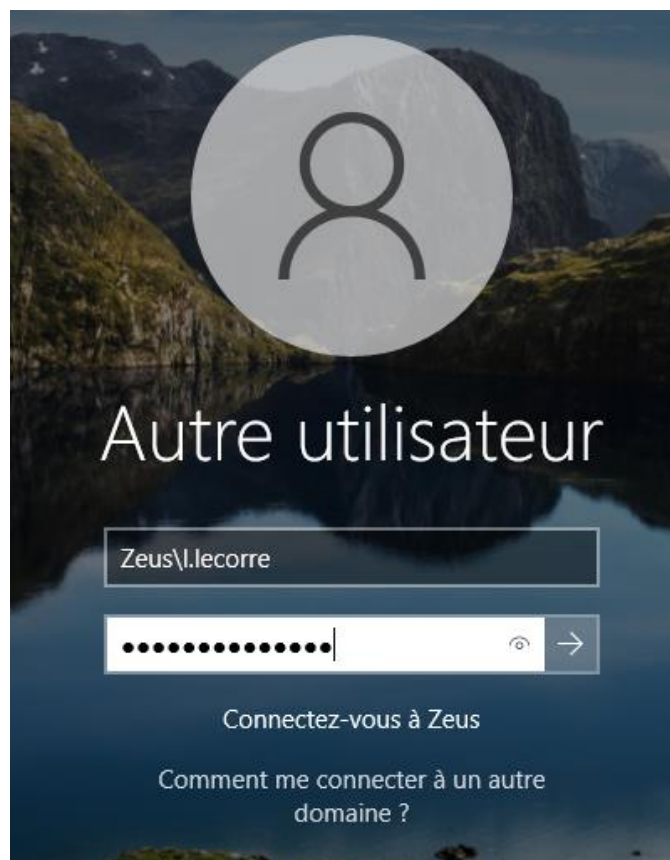 Autre utilisateur
Zeus\l.lecorre
••••••••••••••
Connectez-vous à Zeus
Comment me connecter à un autre
domaine ?